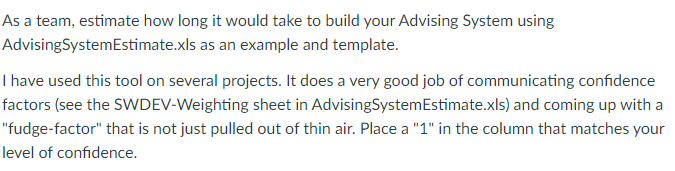 As a team, estimate how long it would take to build your Advising System using
AdvisingSystemEstimate.xls as an example and template.
I have used this tool on several projects. It does a very good job of communicating confidence
factors (see the SWDEV-Weighting sheet in AdvisingSystemEstimate.xls) and coming up with a
"fudge-factor" that is not just pulled out of thin air. Place a "1" in the column that matches your
level of confidence.